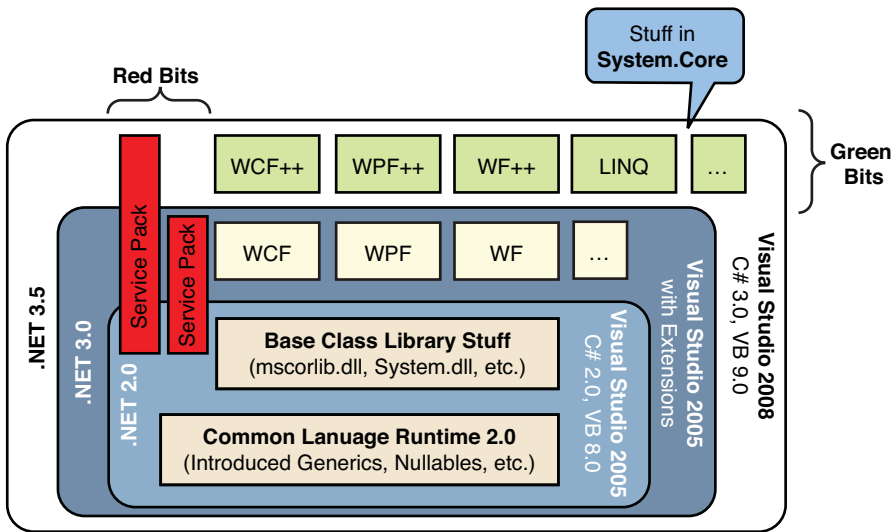 Stuff in
System.Core
Red Bits
Green
Bits
WCF++
WPF++
WF++
LINQ
...
Service Pack
Service Pack
WCF
WPF
WF
...
.NET 3.5
.NET 3.0
.NET 2.0
Base Class Library Stuff
(mscorlib.dll, System.dll, etc.)
Common Lanuage Runtime 2.0
(Introduced Generics, Nullables, etc.)
Visual Studio 2005
C# 2.0, VB 8.0
Visual Studio 2005
with Extensions
Visual Studio 2008
C# 3.0, VB 9.0